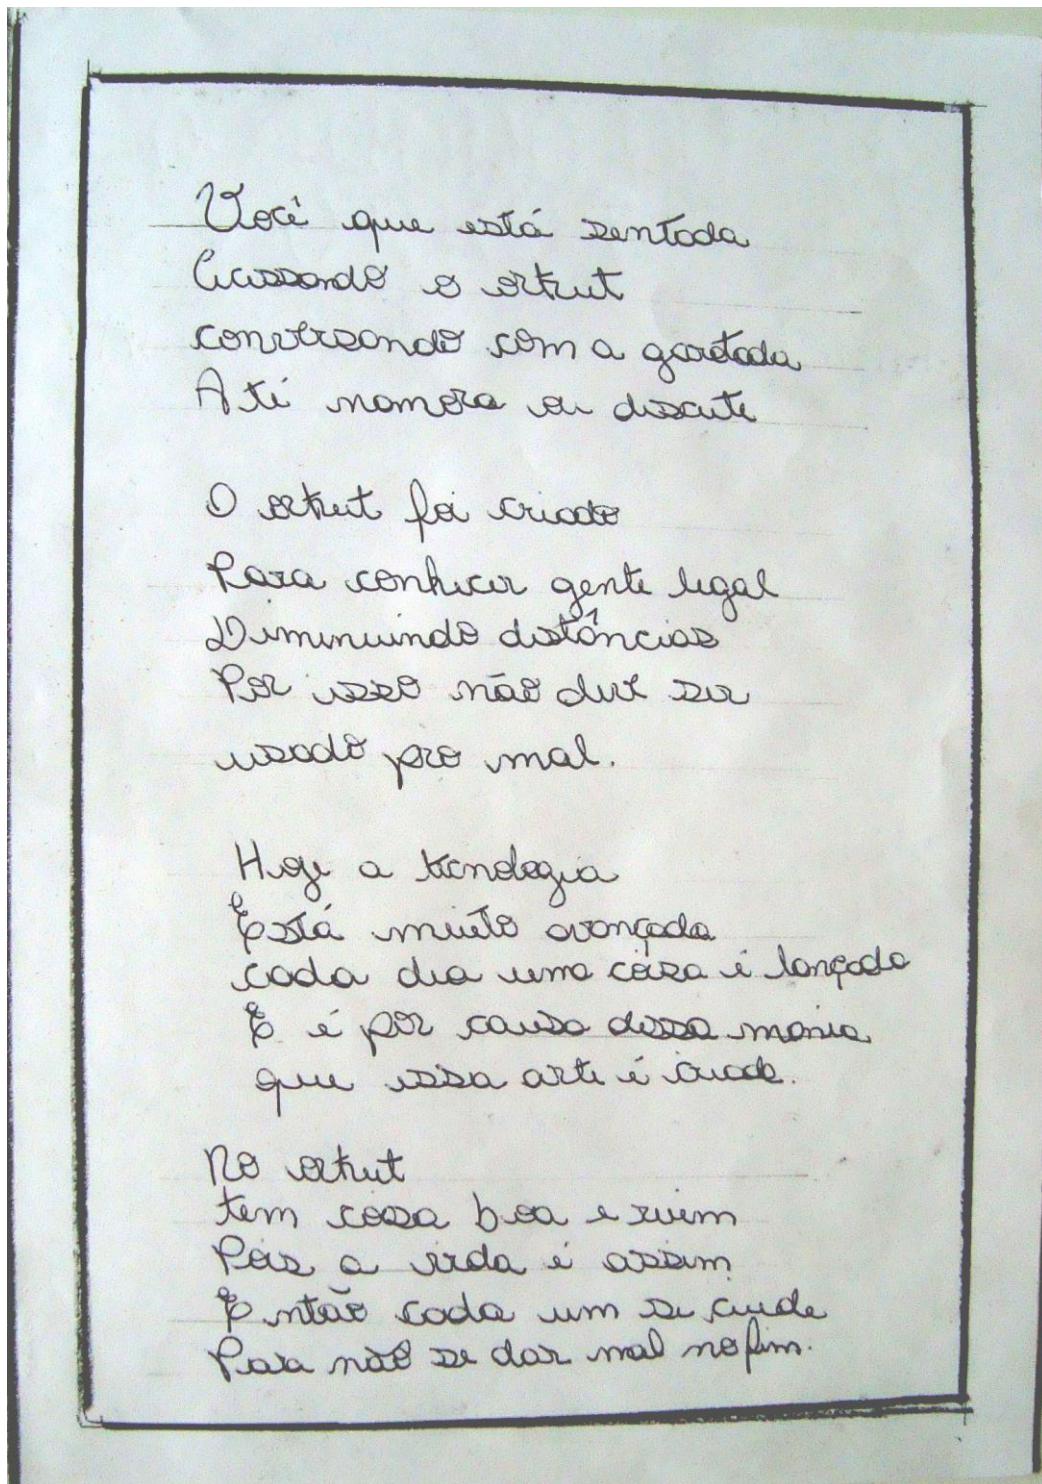 Você que está sentada
Acessando o orkut
conversando com a garotada
Até namora ou discute
O orkut foi criado
Para conhecer gente legal
Diminuindo distâncias
Por isso não deve ser
usado pro mal.
Hoje a tecnologia
Está muito avançada
cada dia uma coisa é lançada
E é por causa dessa mania
que essa arte é criada.
No orkut
tem coisa boa e ruim
Pois a vida é assim
Então cada um se cuide
Para não se dar mal no fim.